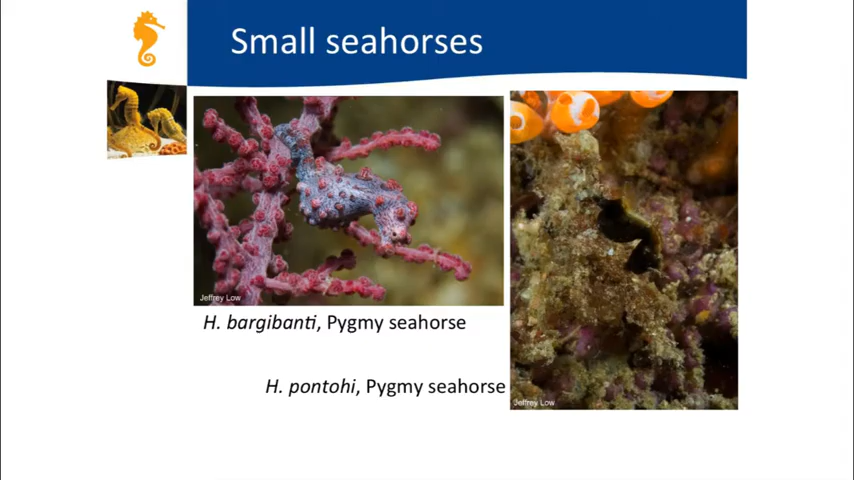 Small seahorses
Jeffrey Low
H. bargibanti, Pygmy seahorse
H. pontohi, Pygmy seahorse
Jeffrey Low